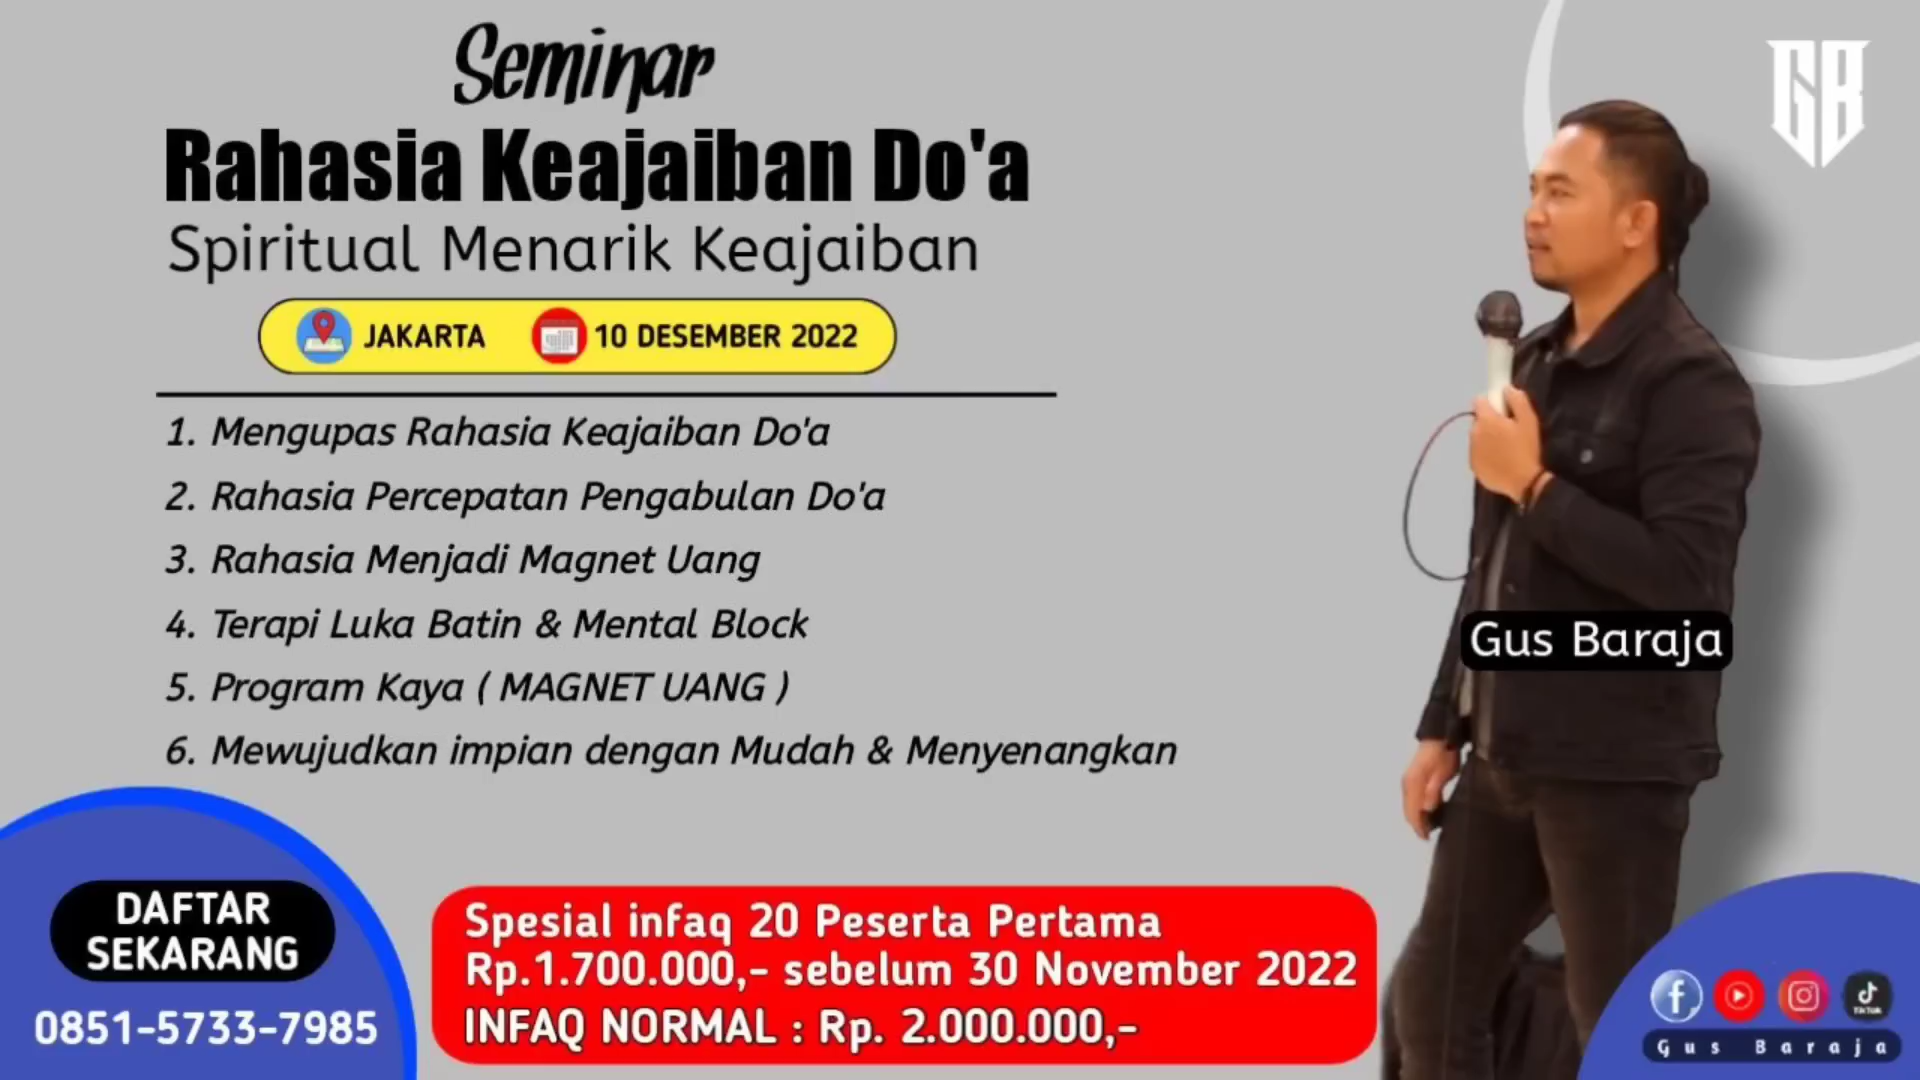 Seminar
Rahasia Keajaiban Do'a
Spiritual Menarik Keajaiban
JAKARTA 10 DESEMBER 2022
1. Mengupas Rahasia Keajaiban Do'a
2. Rahasia Percepatan Pengabulan Do'a
3. Rahasia Menjadi Magnet Uang
4. Terapi Luka Batin & Mental Block
5. Program Kaya ( MAGNET UANG )
6. Mewujudkan impian dengan Mudah & Menyenangkan
GB
Gus Baraja
DAFTAR
SEKARANG
0851-5733-7985
Spesial infaq 20 Peserta Pertama
Rp.1.700.000,- sebelum 30 November 2022
INFAQ NORMAL : Rp. 2.000.000,-
TikTok
Gus Baraja